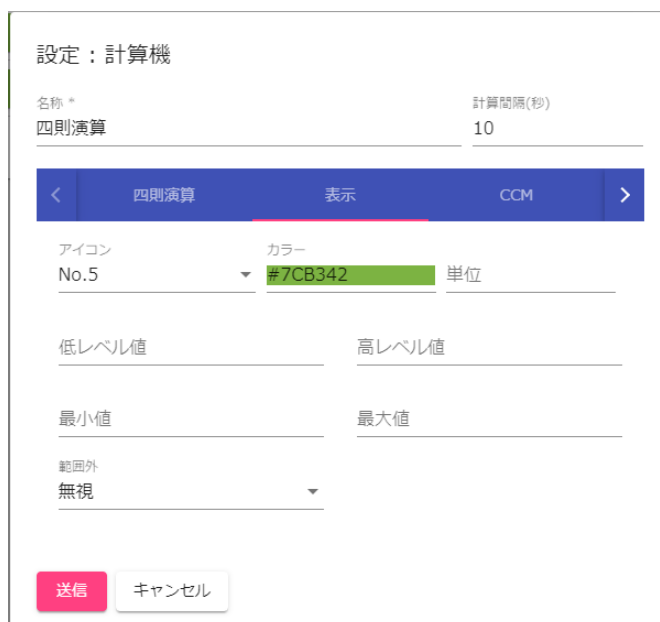 設定：計算機
名称 * 計算間隔(秒)
四則演算 10
四則演算 表示 CCM
アイコン カラー
No.5 #7CB342 単位
低レベル値 高レベル値
最小値 最大値
範囲外
無視
送信 キャンセル